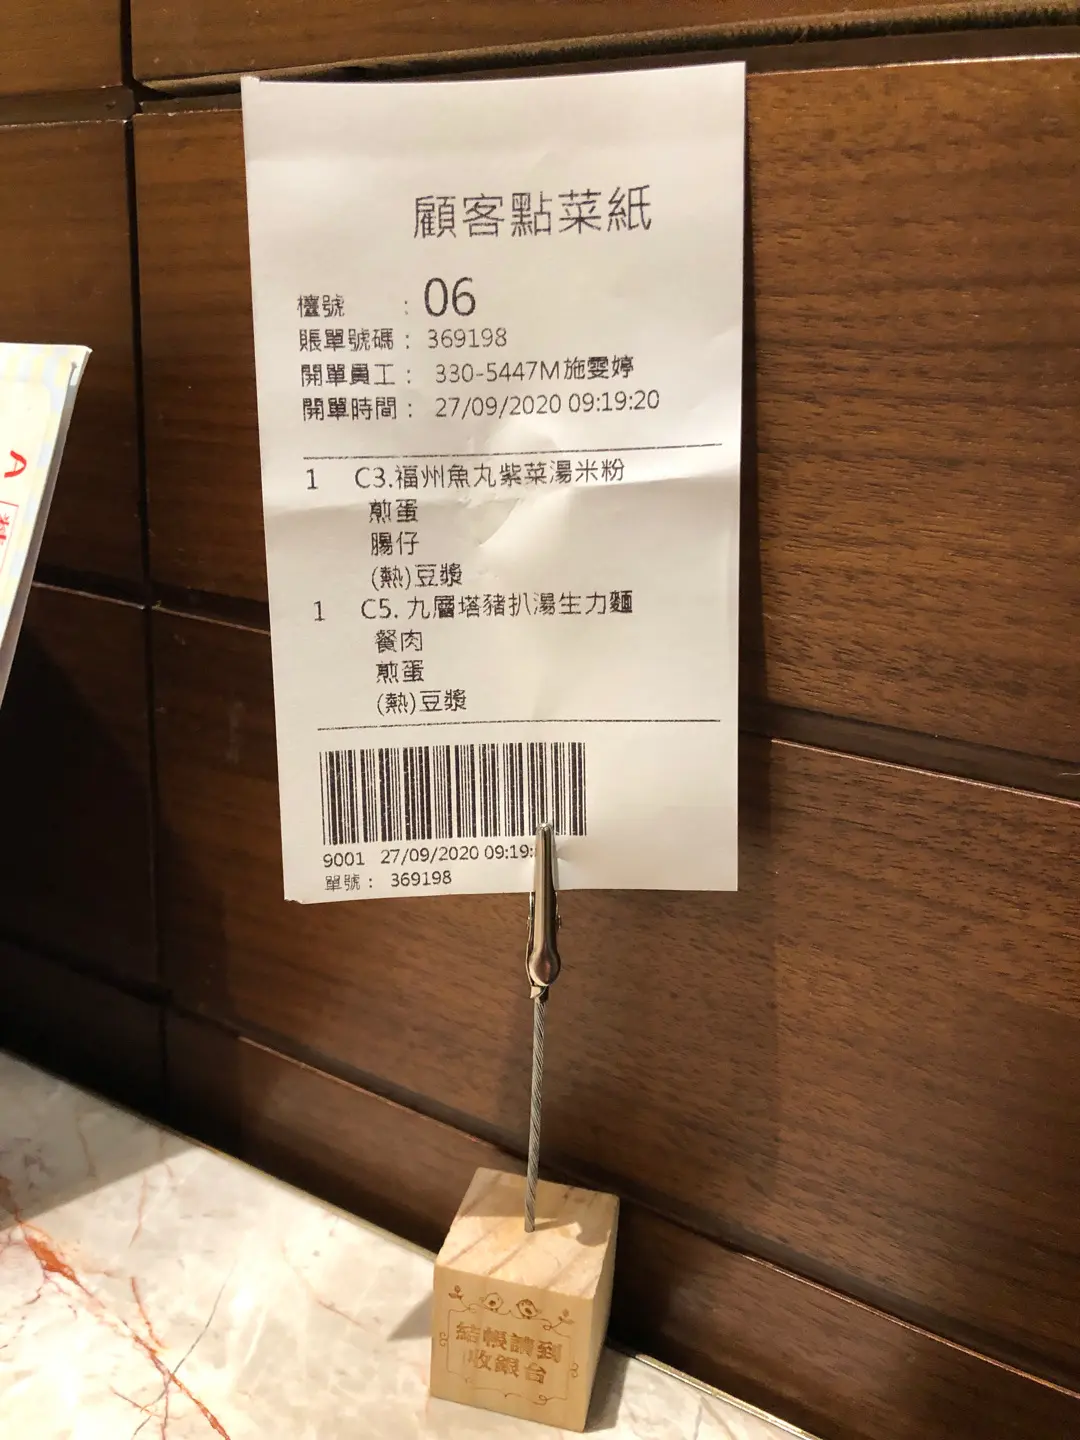 顧客點菜紙
檯號 : 06
賬單號碼 : 369198
開單員工 : 330-5447M施雯婷
開單時間 : 27/09/2020 09:19:20
1 C3.福州魚丸紫菜湯米粉
煎蛋
腸仔
(熱)豆漿
1 C5. 九層塔豬扒湯生力麵
餐肉
煎蛋
(熱)豆漿
9001 27/09/2020 09:19:
單號 : 369198
結帳請到
收銀台
A